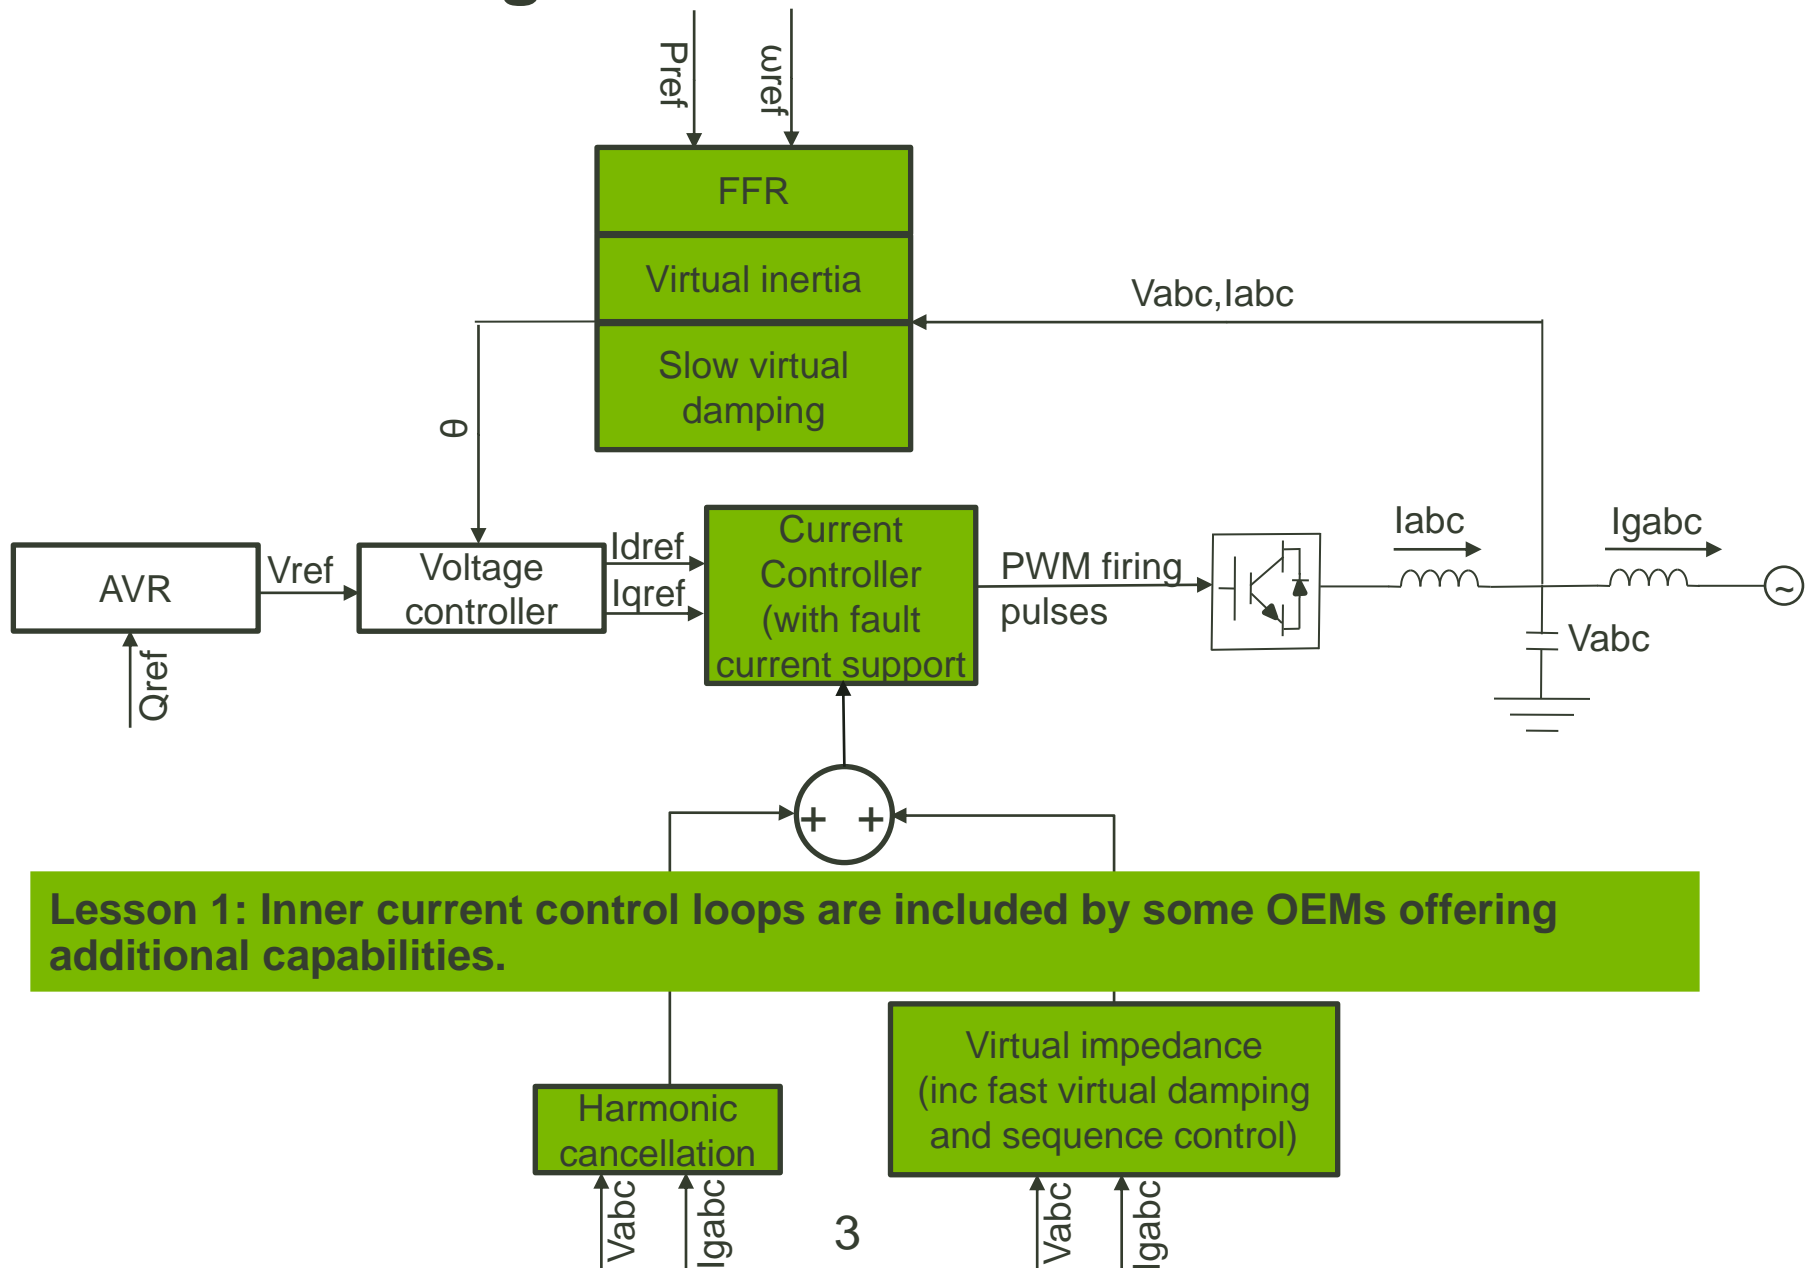 Pref
ωref
FFR
Virtual inertia
Slow virtual
damping
Vabc,Iabc
θ
AVR
Vref
Qref
Voltage
controller
Idref
Iqref
Current
Controller
(with fault
current support
PWM firing
pulses
Iabc
Igabc
~
Vabc
+ +
Lesson 1: Inner current control loops are included by some OEMs offering
additional capabilities.
Harmonic
cancellation
Virtual impedance
(inc fast virtual damping
and sequence control)
Vabc
Igabc
3
Vabc
Igabc